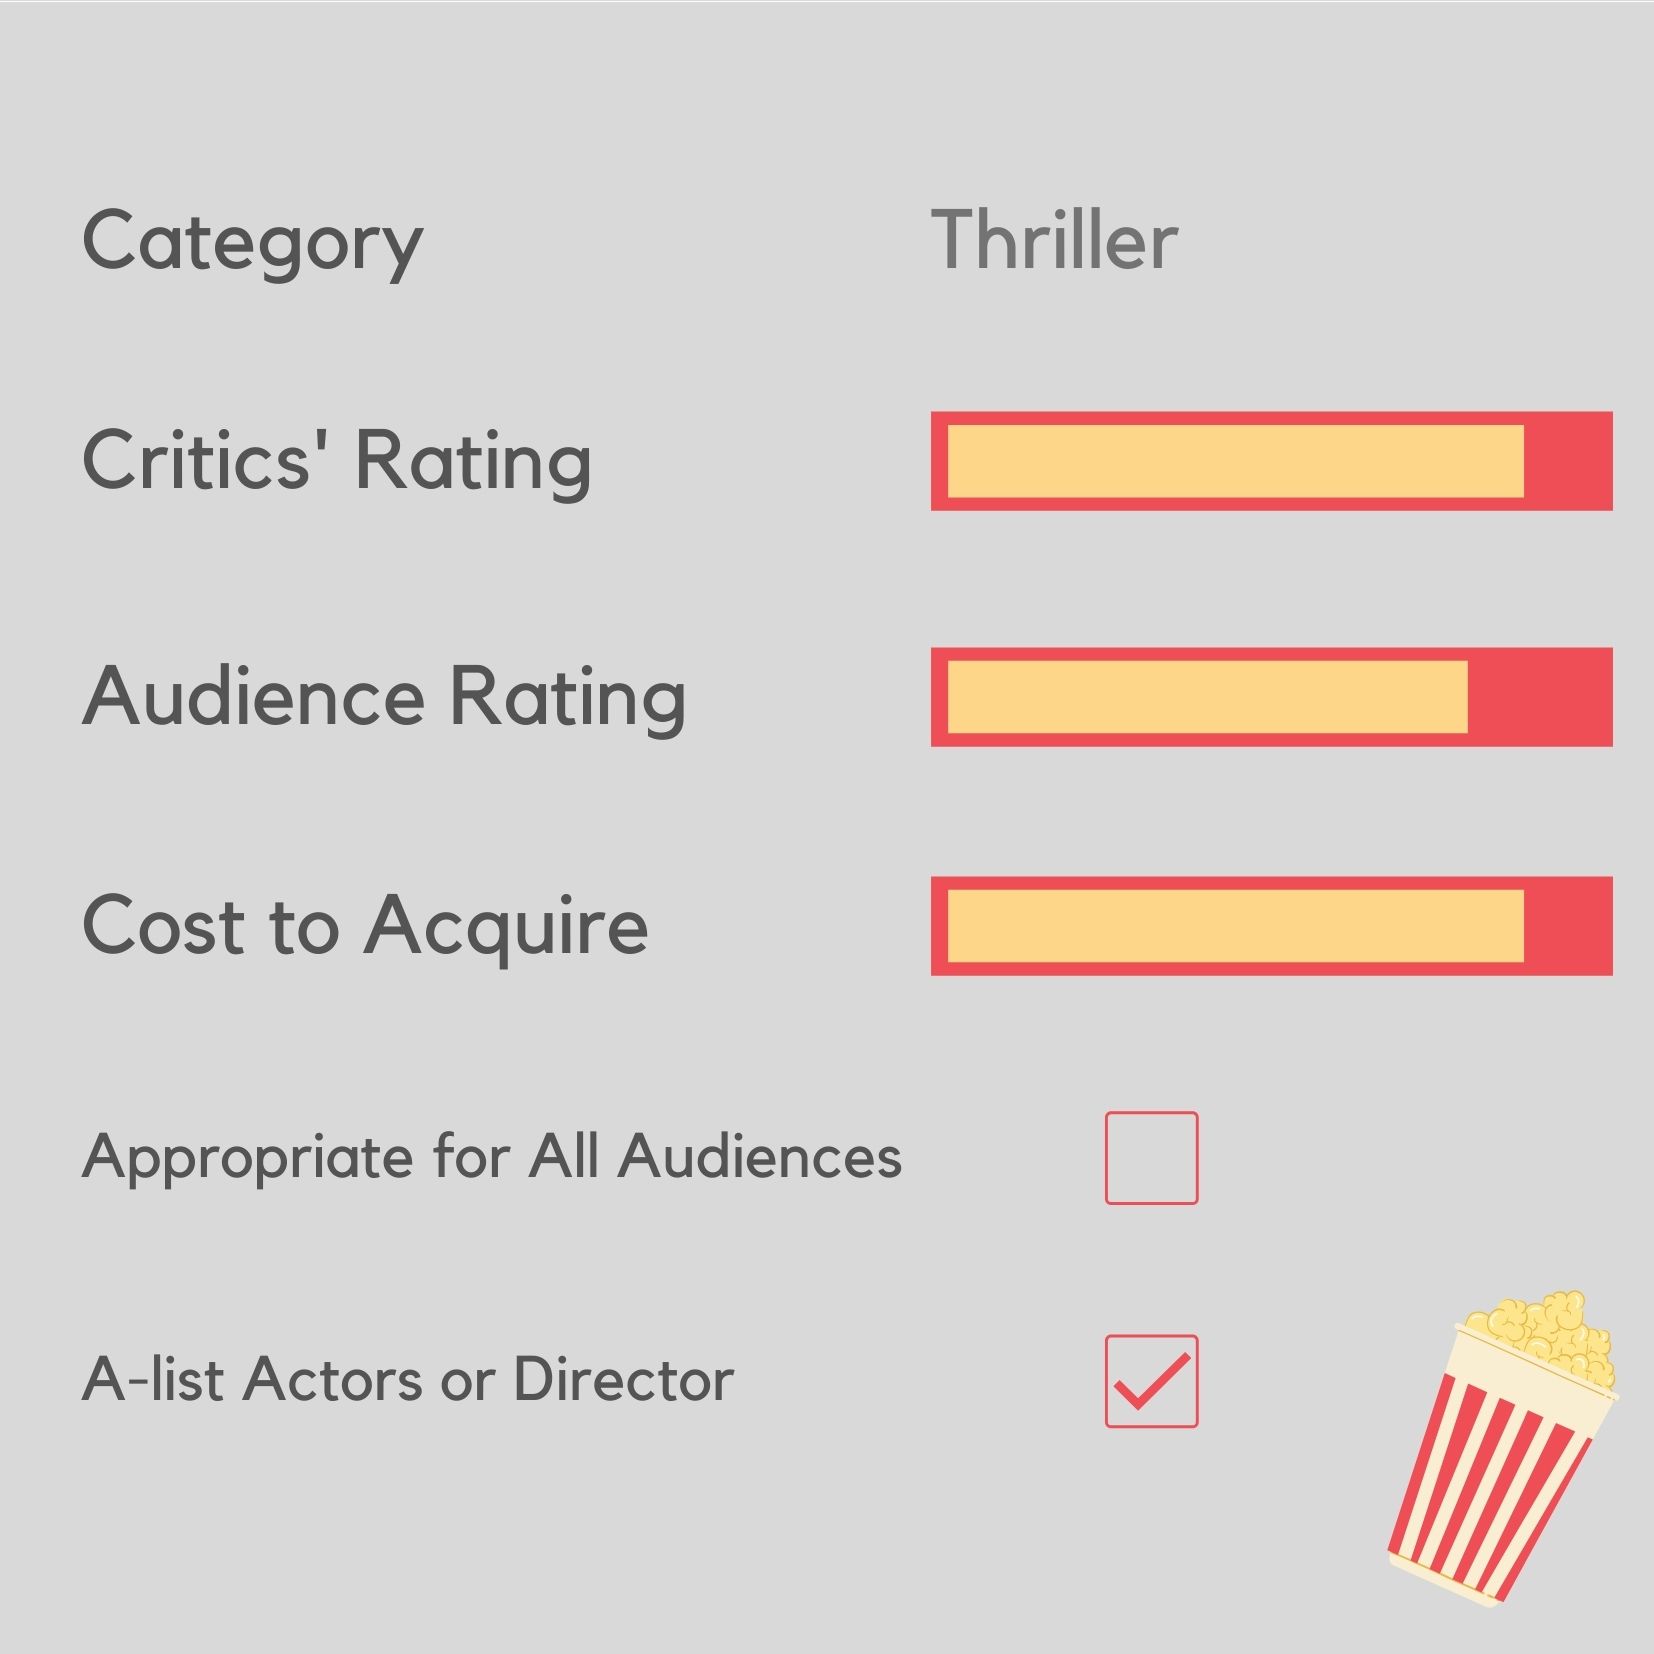 Category Thriller
Critics' Rating
Audience Rating
Cost to Acquire
Appropriate for All Audiences
A-list Actors or Director